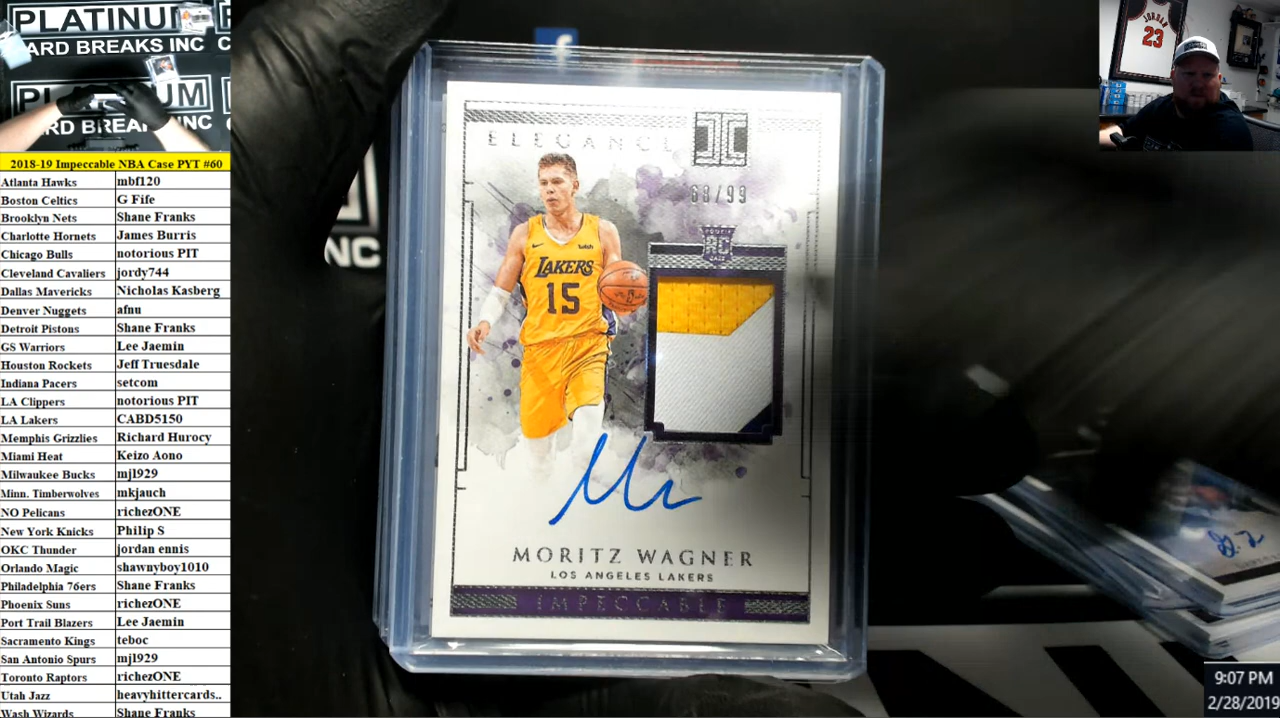 PLATINUM
CARD BREAKS INC
PLATINUM
CARD BREAKS INC
2018-19 Impeccable NBA Case PYT #60
Atlanta Hawks mbf120
Boston Celtics G Fife
Brooklyn Nets Shane Franks
Charlotte Hornets James Burris
Chicago Bulls notorious PIT
Cleveland Cavaliers jordy744
Dallas Mavericks Nicholas Kasberg
Denver Nuggets afnu
Detroit Pistons Shane Franks
GS Warriors Lee Jaemin
Houston Rockets Jeff Truesdale
Indiana Pacers setcom
LA Clippers notorious PIT
LA Lakers CABD5150
Memphis Grizzlies Richard Hurocy
Miami Heat Keizo Aono
Milwaukee Bucks mjl929
Minn. Timberwolves mkjauch
NO Pelicans richezONE
New York Knicks Philip S
OKC Thunder jordan ennis
Orlando Magic shawnyboy1010
Philadelphia 76ers Shane Franks
Phoenix Suns richezONE
Port Trail Blazers Lee Jaemin
Sacramento Kings teboc
San Antonio Spurs mjl929
Toronto Raptors richezONE
Utah Jazz heavyhittercards..
Wash Wizards Shane Franks
f
INC
ELEGANCE
68/99
RC
LAKERS
15
MORITZ WAGNER
LOS ANGELES LAKERS
IMPECCABLE
JORDAN
23
9:07 PM
2/28/2019